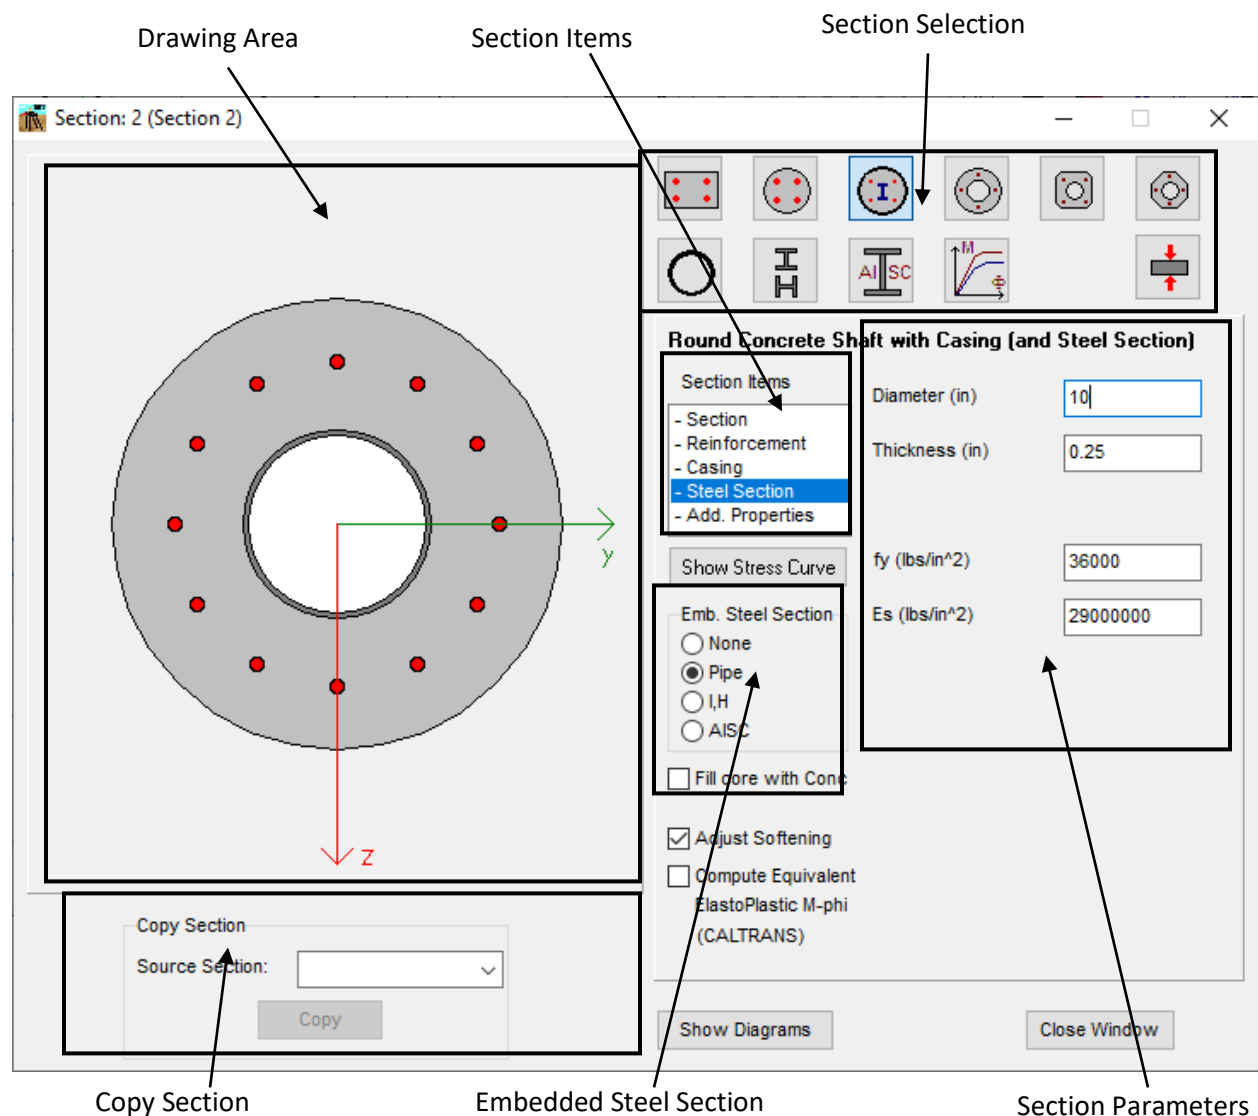 Drawing Area
Section Items
Section Selection
Section: 2 (Section 2)
AISC
M
Φ
Round Concrete Shaft with Casing (and Steel Section)
Section Items
- Section
- Reinforcement
- Casing
- Steel Section
- Add. Properties
Diameter (in)
10
Thickness (in)
0.25
fy (lbs/in^2)
36000
Es (lbs/in^2)
29000000
Show Stress Curve
Emb. Steel Section
None
Pipe
I,H
AISC
Fill core with Conc
Adjust Softening
Compute Equivalent
ElastoPlastic M-phi
(CALTRANS)
y
z
Copy Section
Source Section:
Copy
Show Diagrams
Close Window
Copy Section
Embedded Steel Section
Section Parameters